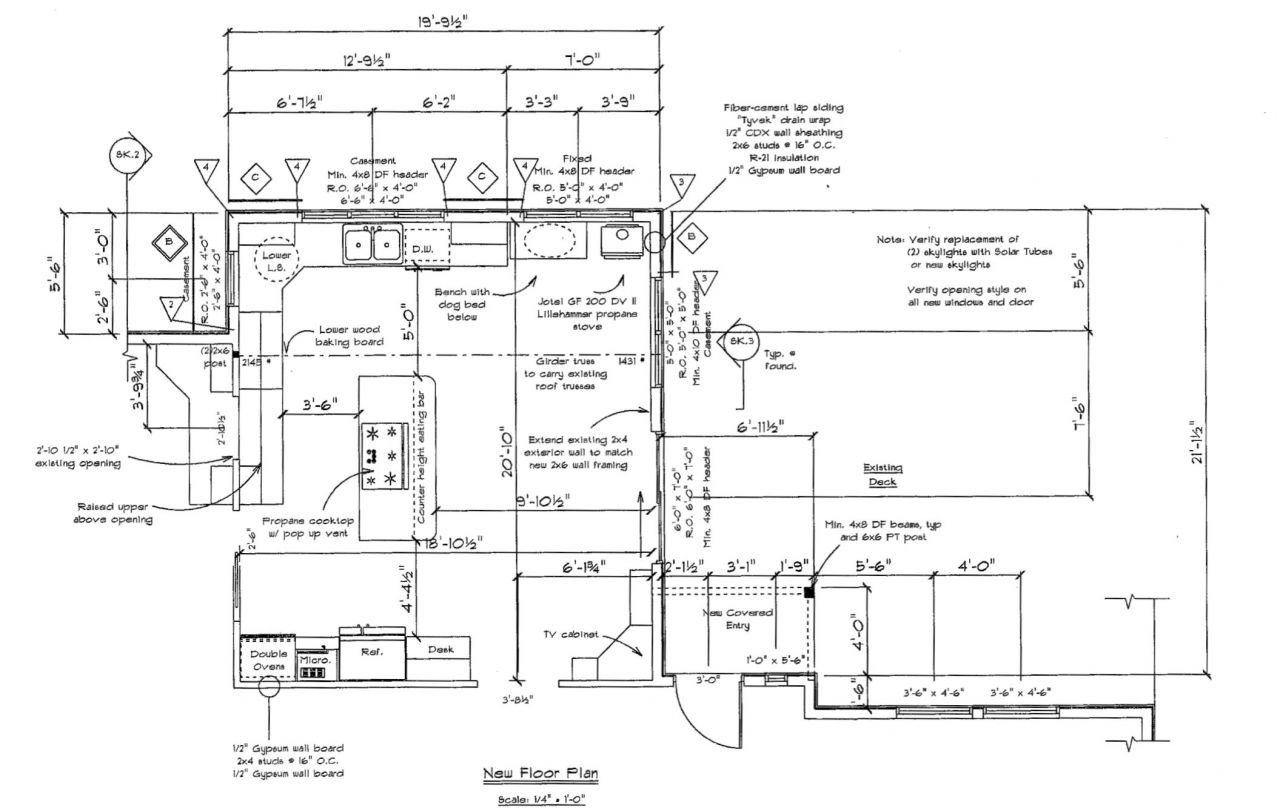 19'-9½"
12'-9½"
7'-0"
6'-7½"
6'-2"
3'-3"
3'-9"
Fiber-cement lap siding
"Tyvek" drain wrap
1/2" CDX wall sheathing
2x6 studs @ 16" O.C.
R-21 insulation
1/2" Gypsum wall board
SK.2
4
C
4
Casement
Min. 4x8 DF header
R.O. 6'-6" x 4'-0"
6'-6" x 4'-0"
4
C
4
Fixed
Min. 4x8 DF header
R.O. 5'-0" x 4'-0"
5'-0" x 4'-0"
3
B
3
5'-6"
3'-0"
2'-6"
B
Casement
R.O. 2'-6" x 4'-0"
2'-6" x 4'-0"
2
Lower
L.S.
D.W.
Bench with
dog bed
below
Jotel GF 200 DV II
Lillehammer propane
stove
Note: Verify replacement of
(2) skylights with Solar Tubes
or new skylights
Verify opening style on
all new windows and door
5'-6"
5'-0" x 5'-0"
R.O. 5'-0" x 5'-0"
Min. 4x10 DF header
Casement
SK.3
Typ. @
found.
5'-0"
Lower wood
baking board
(2) 2x6
post
2145 #
Girder truss
to carry existing
roof trusses
1431 #
3'-9¾"
2'-10½"
3'-6"
Counter height eating bar
20'-10"
Extend existing 2x4
exterior wall to match
new 2x6 wall framing
6'-11½"
7'-6"
21'-1½"
2'-10 1/2" x 2'-10"
existing opening
Existing
Deck
6'-0" x 7'-0"
R.O. 6'-0" x 7'-0"
Min. 4x8 DF header
9'-10½"
Raised upper
above opening
Propane cooktop
w/ pop up vent
Min. 4x8 DF beams, typ
and 6x6 PT post
2'-6"
18'-10½"
4'-4½"
6'-1¾"
2'-1½"
3'-1"
1'-9"
5'-6"
4'-0"
New Covered
Entry
4'-0"
TV cabinet
Double
Ovens
Micro.
Ref.
Desk
1'-0" x 5'-6"
3'-0"
3'-8½"
3'-6" x 4'-6"
3'-6" x 4'-6"
1/2" Gypsum wall board
2x4 studs @ 16" O.C.
1/2" Gypsum wall board
New Floor Plan
Scale: 1/4" = 1'-0"